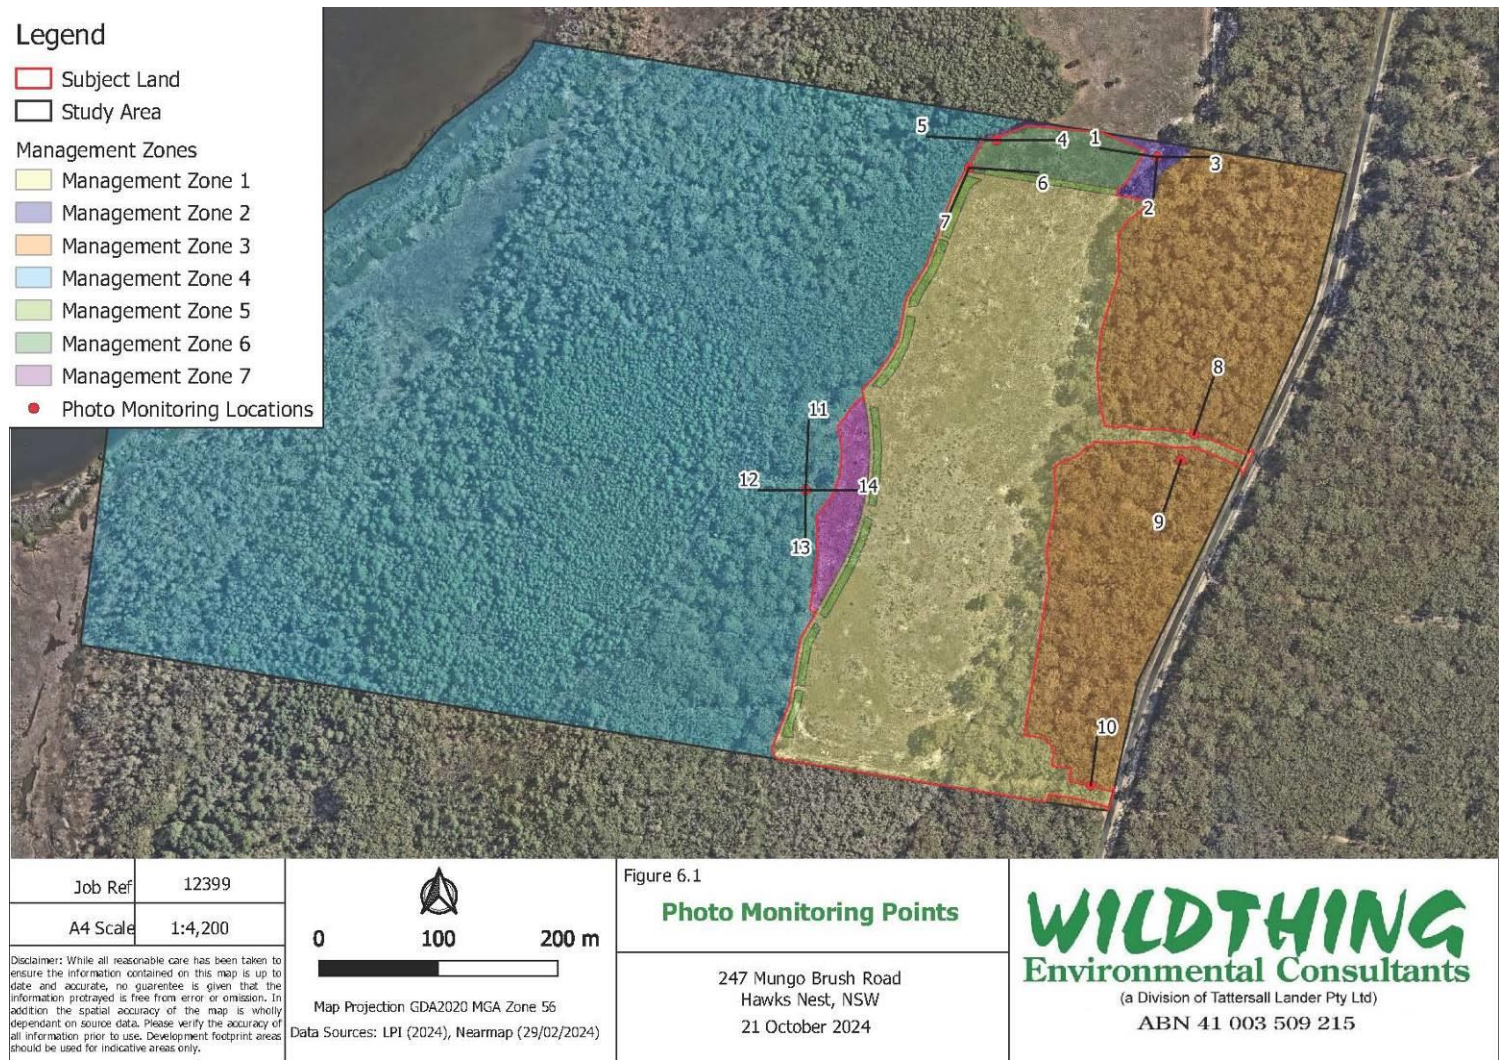 Legend
Subject Land
Study Area
Management Zones
Management Zone 1
Management Zone 2
Management Zone 3
Management Zone 4
Management Zone 5
Management Zone 6
Management Zone 7
Photo Monitoring Locations
5
4
1
3
6
2
7
8
11
12
14
9
13
10
Job Ref
12399
A4 Scale
1:4,200
Disclaimer: While all reasonable care has been taken to
ensure the information contained on this map is up to
date and accurate, no guarentee is given that the
information protrayed is free from error or omission. In
addition the spatial accuracy of the map is wholly
dependant on source data. Please verify the accuracy of
all information prior to use. Development footprint areas
should be used for indicative areas only.
0 100 200 m
Map Projection GDA2020 MGA Zone 56
Data Sources: LPI (2024), Nearmap (29/02/2024)
Figure 6.1
Photo Monitoring Points
247 Mungo Brush Road
Hawks Nest, NSW
21 October 2024
WILDTHING
Environmental Consultants
(a Division of Tattersall Lander Pty Ltd)
ABN 41 003 509 215